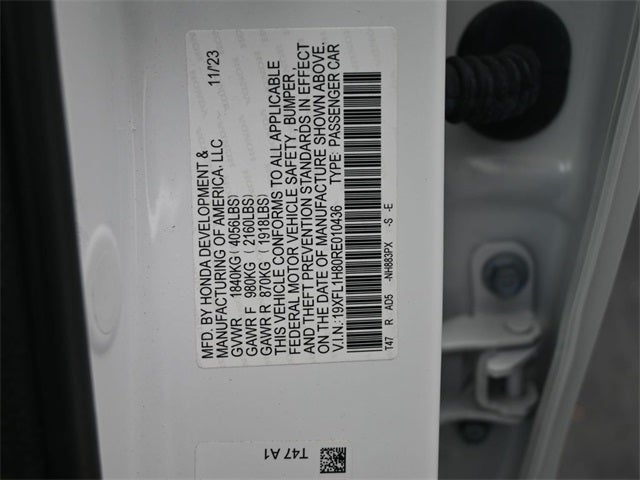 MFD. BY HONDA DEVELOPMENT &
MANUFACTURING OF AMERICA, LLC 11/23
GVWR 1840KG ( 4056LBS)
GAWR F 980KG ( 2160LBS)
GAWR R 870KG ( 1918LBS)
THIS VEHICLE CONFORMS TO ALL APPLICABLE
FEDERAL MOTOR VEHICLE SAFETY, BUMPER,
AND THEFT PREVENTION STANDARDS IN EFFECT
ON THE DATE OF MANUFACTURE SHOWN ABOVE.
V.I.N: 19XFL1H80RE010436 TYPE: PASSENGER CAR
T47 R AD5 -NH883PX -S -E
T47 A1